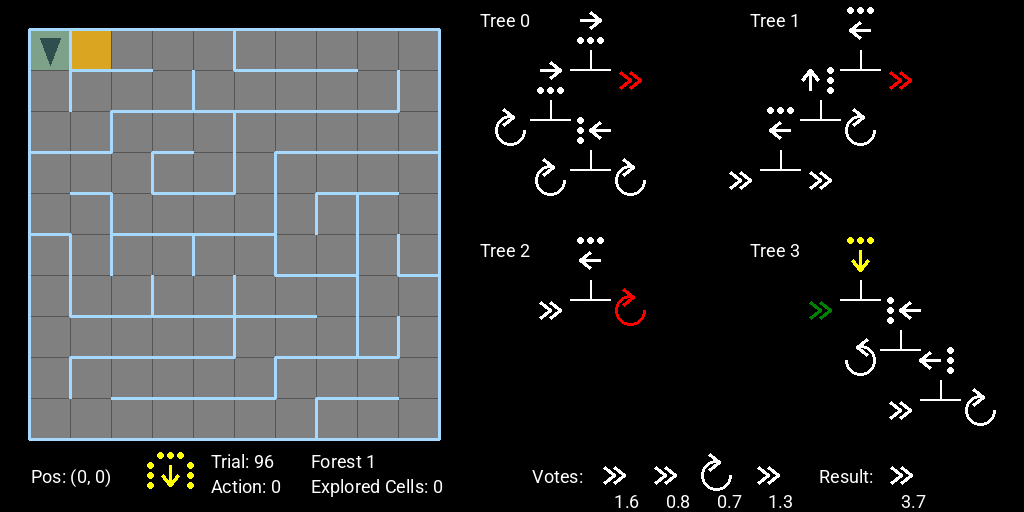 Tree 0
Tree 1
Tree 2
Tree 3
Pos: (0, 0)
Trial: 96
Action: 0
Forest 1
Explored Cells: 0
Votes:
1.6
0.8
0.7
1.3
Result:
3.7